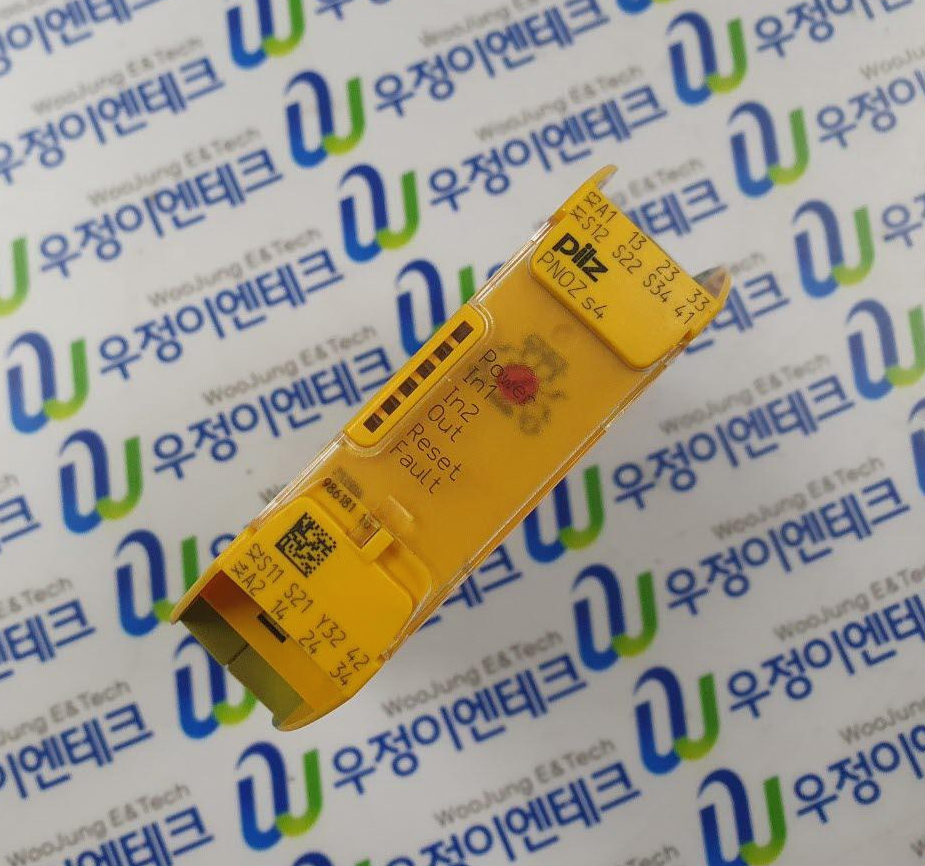 WooJung E&Tech
우정이엔테크
X3 A1 13 23 33
X1 S12 S22 S34 41
pilz
PNOZ s4
Power
In1
In2
Out
Reset
Fault
986181
X2 S11 S21 Y32 42
X4 A2 14 24 34